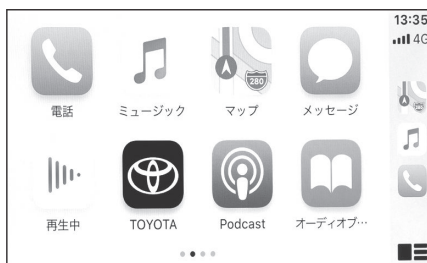 13:35
4G
電話
ミュージック
マップ
メッセージ
280
再生中
TOYOTA
Podcast
オーディオブ…